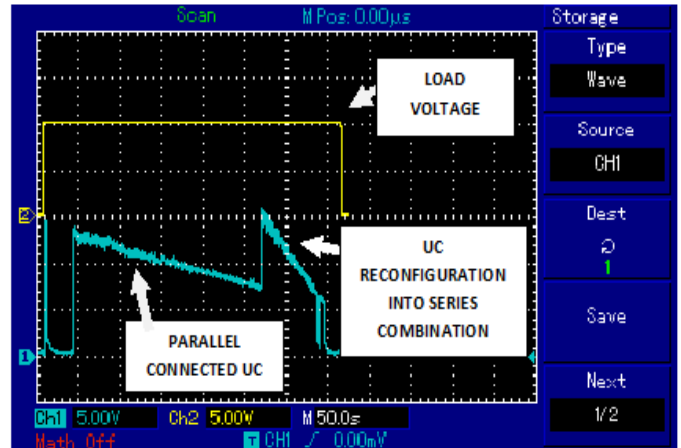 Scan M Pos: 0.00μs Storage
Type
Wave
LOAD
VOLTAGE
Source
CH1
2
Dest
1
UC
RECONFIGURATION
INTO SERIES
COMBINATION
Save
PARALLEL
CONNECTED UC
1
Next
Ch1 5.00V Ch2 5.00V M 50.0s
1/2
Math Off T CH1 / 0.00mV